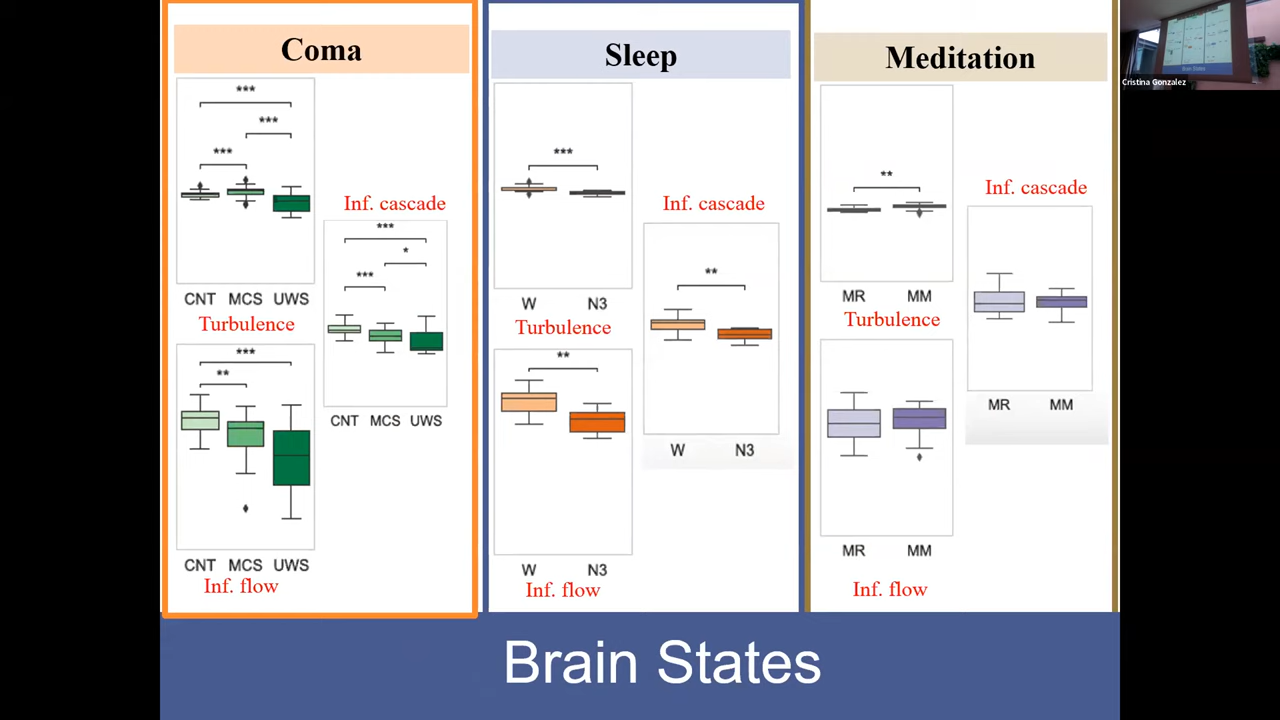 Coma
***
***
***
CNT MCS UWS
Turbulence
Inf. cascade
***
*
***
CNT MCS UWS
***
**
CNT MCS UWS
Inf. flow
Sleep
***
W N3
Turbulence
Inf. cascade
**
W N3
**
W N3
Inf. flow
Meditation
**
MR MM
Turbulence
Inf. cascade
MR MM
MR MM
Inf. flow
Brain States
Cristina Gonzalez
Brain States